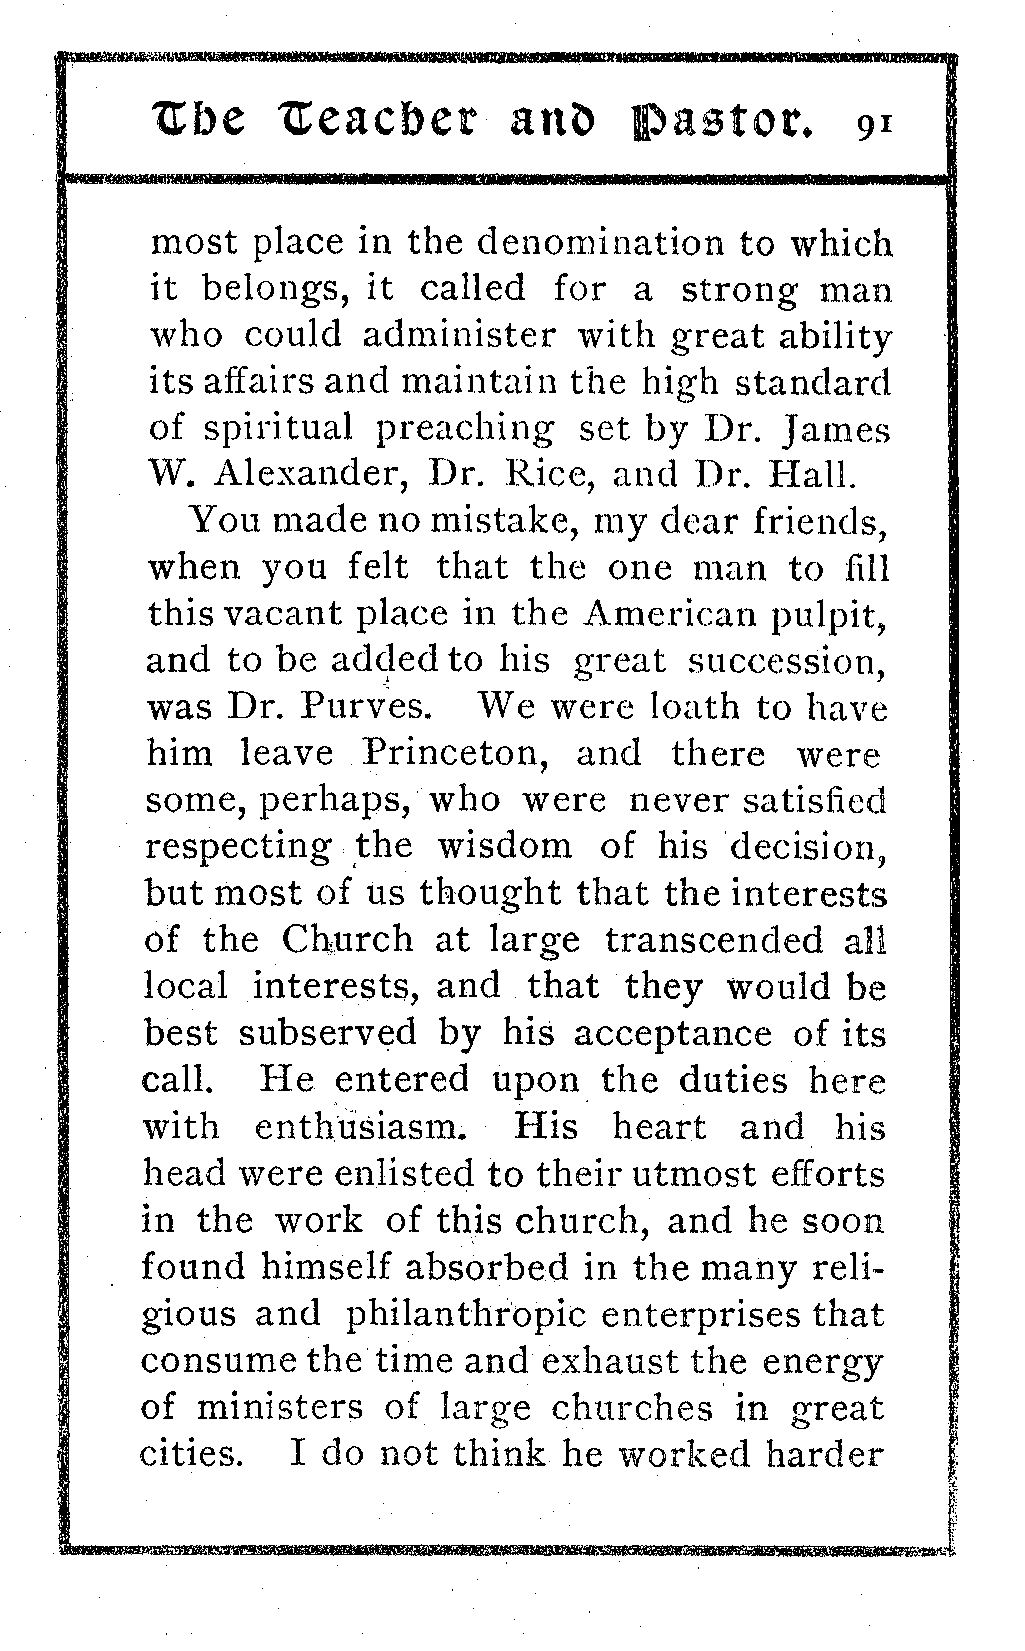 The Teacher and Pastor. 91
most place in the denomination to which
it belongs, it called for a strong man
who could administer with great ability
its affairs and maintain the high standard
of spiritual preaching set by Dr. James
W. Alexander, Dr. Rice, and Dr. Hall.
You made no mistake, my dear friends,
when you felt that the one man to fill
this vacant place in the American pulpit,
and to be added to his great succession,
was Dr. Purves. We were loath to have
him leave Princeton, and there were
some, perhaps, who were never satisfied
respecting the wisdom of his decision,
but most of us thought that the interests
of the Church at large transcended all
local interests, and that they would be
best subserved by his acceptance of its
call. He entered upon the duties here
with enthusiasm. His heart and his
head were enlisted to their utmost efforts
in the work of this church, and he soon
found himself absorbed in the many reli-
gious and philanthropic enterprises that
consume the time and exhaust the energy
of ministers of large churches in great
cities. I do not think he worked harder